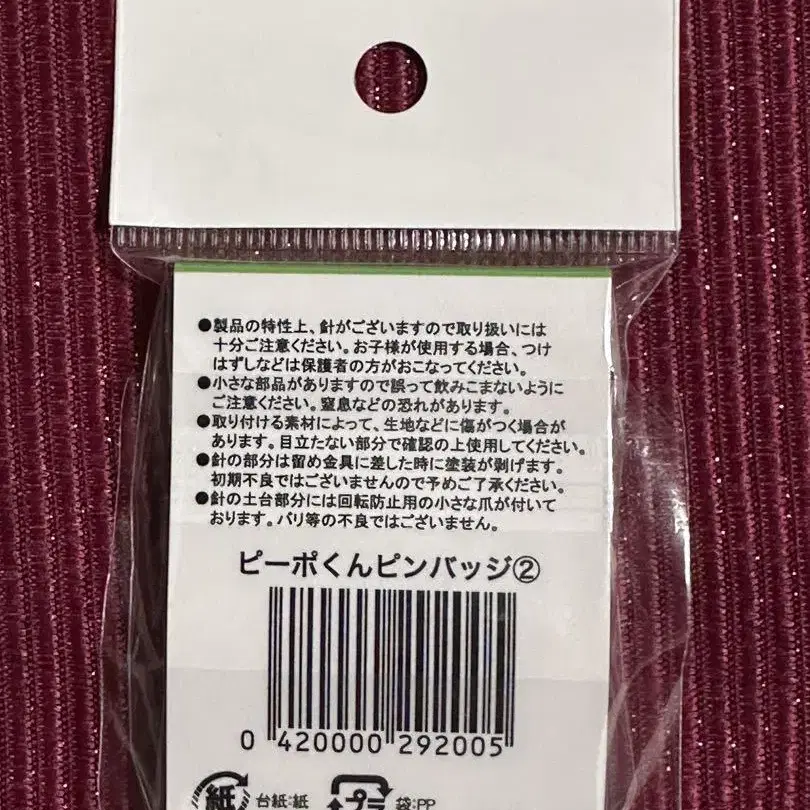 ●製品の特性上、針がございますので取り扱いには
十分ご注意ください。お子様が使用する場合、つけ
はずしなどは保護者の方がおこなってください。
●小さな部品がありますので誤って飲みこまないように
ご注意ください。窒息などの恐れがあります。
●取り付ける素材によって、生地などに傷がつく場合が
あります。目立たない部分で確認の上使用してください。
●針の部分は留め金具に差した時に塗装が剥げます。
初期不良ではございませんので予めご了承ください。
●針の土台部分には回転防止用の小さな爪が付いて
おります。バリ等の不良ではございません。
ピーポくんピンバッジ②
0 420000 292005
紙 台紙:紙 プラ 袋:PP